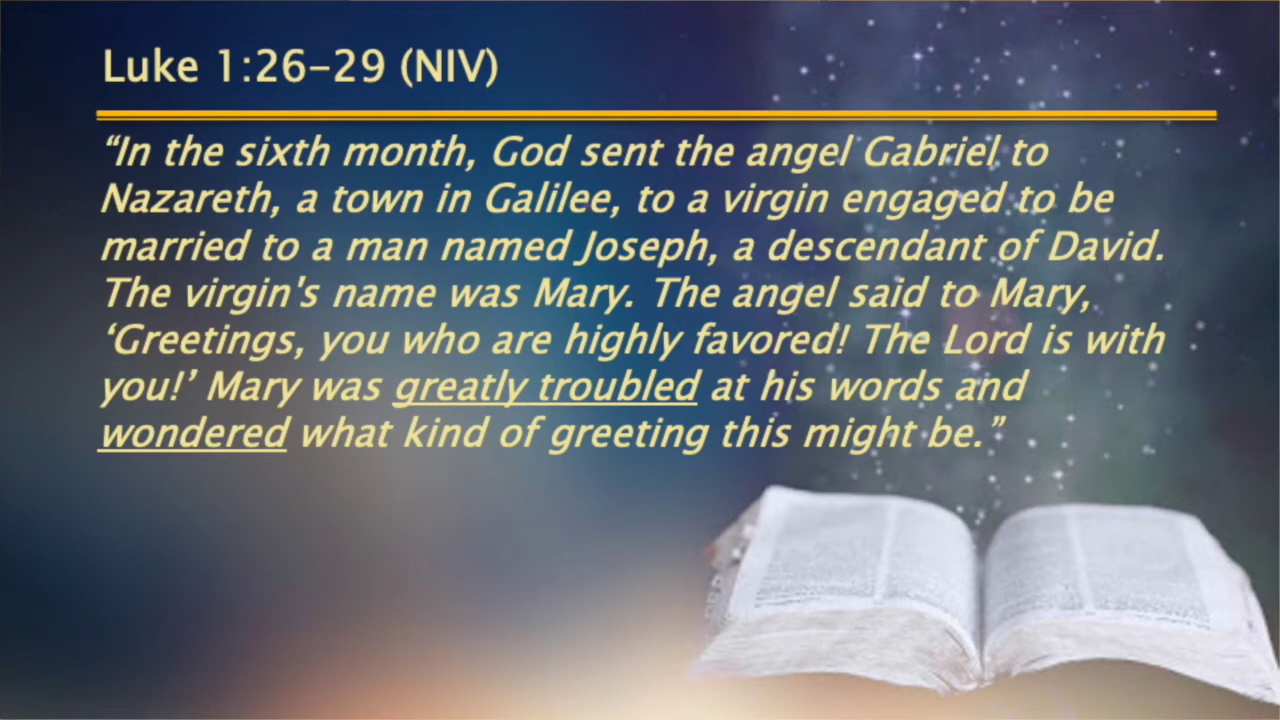 Luke 1:26-29 (NIV)
“In the sixth month, God sent the angel Gabriel to
Nazareth, a town in Galilee, to a virgin engaged to be
married to a man named Joseph, a descendant of David.
The virgin's name was Mary. The angel said to Mary,
‘Greetings, you who are highly favored! The Lord is with
you!’ Mary was greatly troubled at his words and
wondered what kind of greeting this might be.”